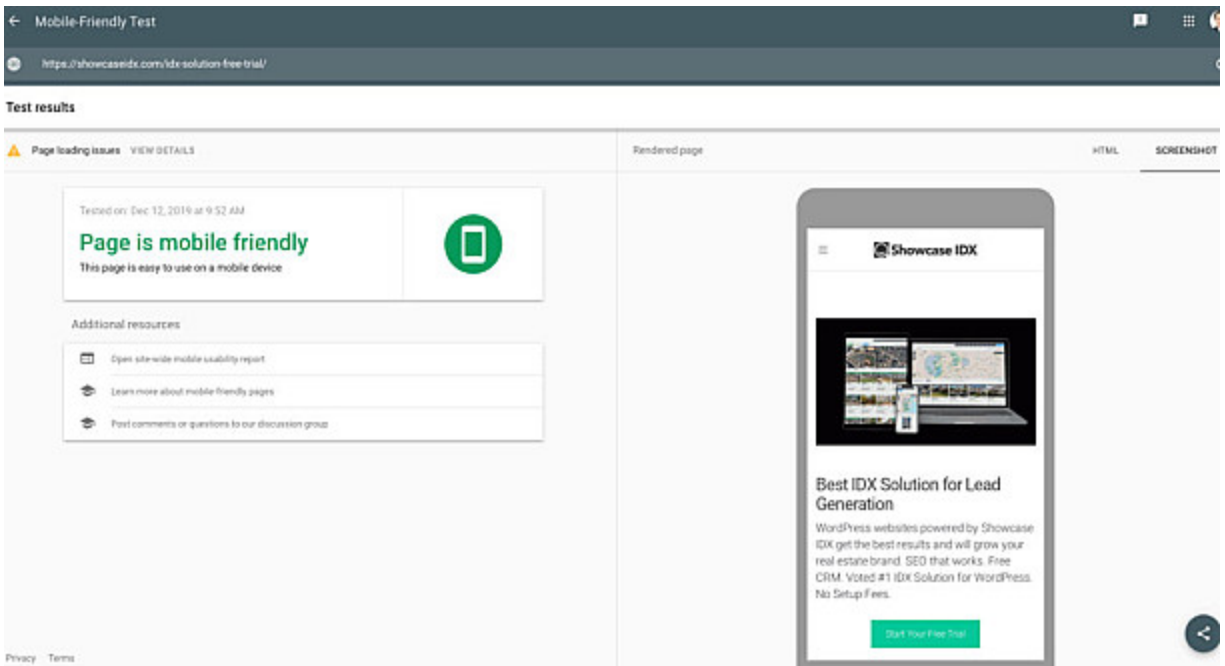 Mobile-Friendly Test
https://showcaseidx.com/idx-solution-free-trial/
Test results
Page loading issues VIEW DETAILS
Rendered page
HTML
SCREENSHOT
Tested on: Dec 12, 2019 at 9:52 AM
Page is mobile friendly
This page is easy to use on a mobile device
Additional resources
Open site-wide mobile usability report
Learn more about mobile-friendly pages
Post comments or questions to our discussion group
Showcase IDX
Best IDX Solution for Lead
Generation
WordPress websites powered by Showcase
IDX get the best results and will grow your
real estate brand. SEO that works. Free
CRM. Voted #1 IDX Solution for WordPress.
No Setup Fees.
Start Your Free Trial
Privacy Terms